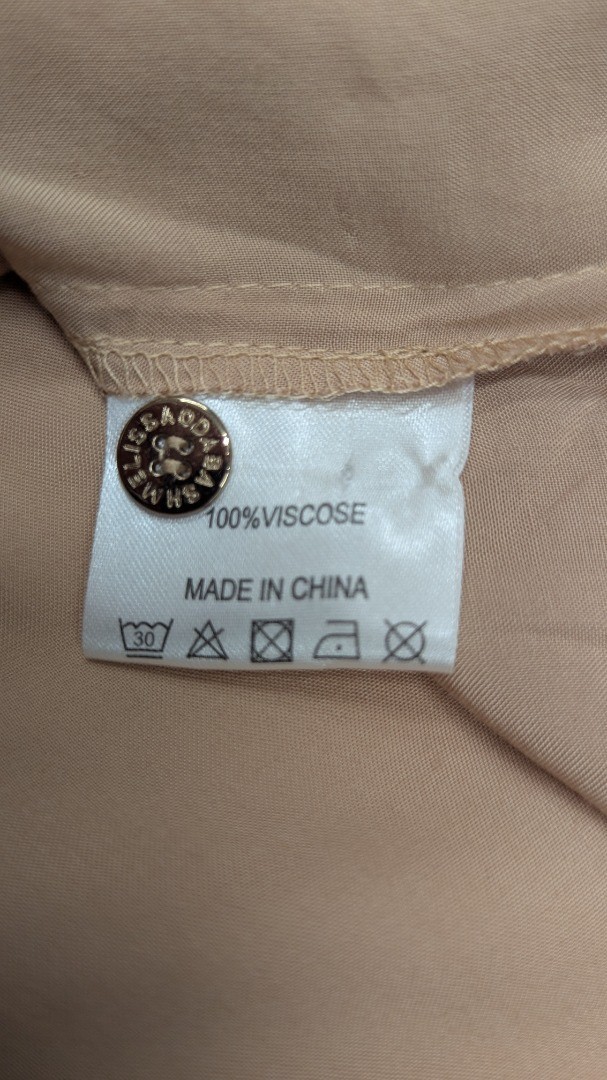 MELISSAODABASH
100%VISCOSE
MADE IN CHINA
30